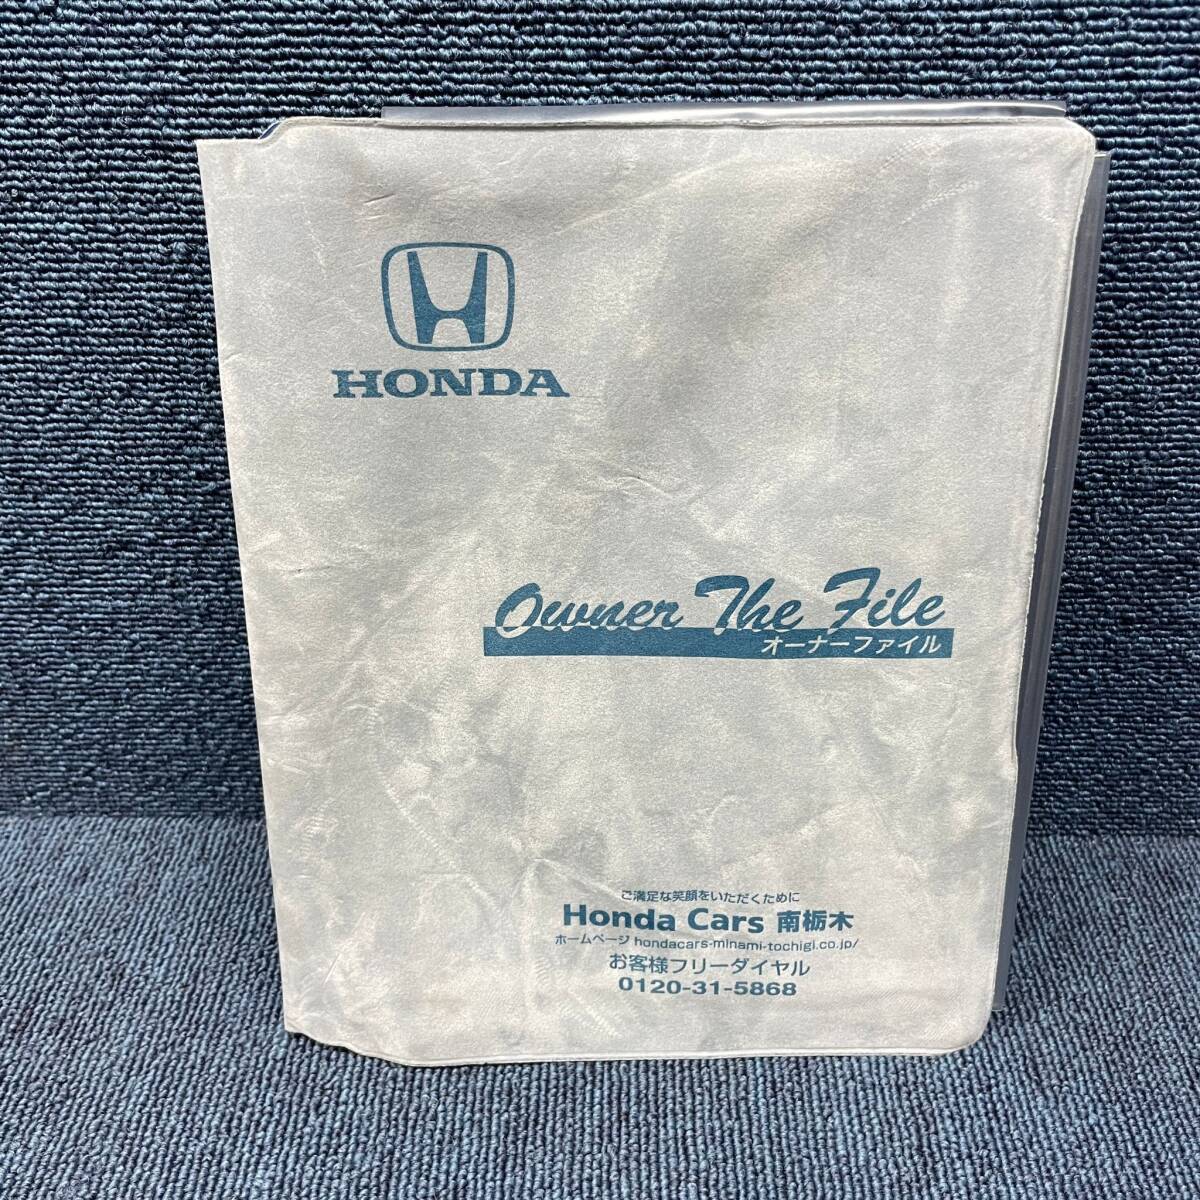 HONDA
Owner The File
オーナーファイル
ご満足な笑顔をいただくために
Honda Cars 南栃木
ホームページ hondacars-minami-tochigi.co.jp/
お客様フリーダイヤル
0120-31-5868